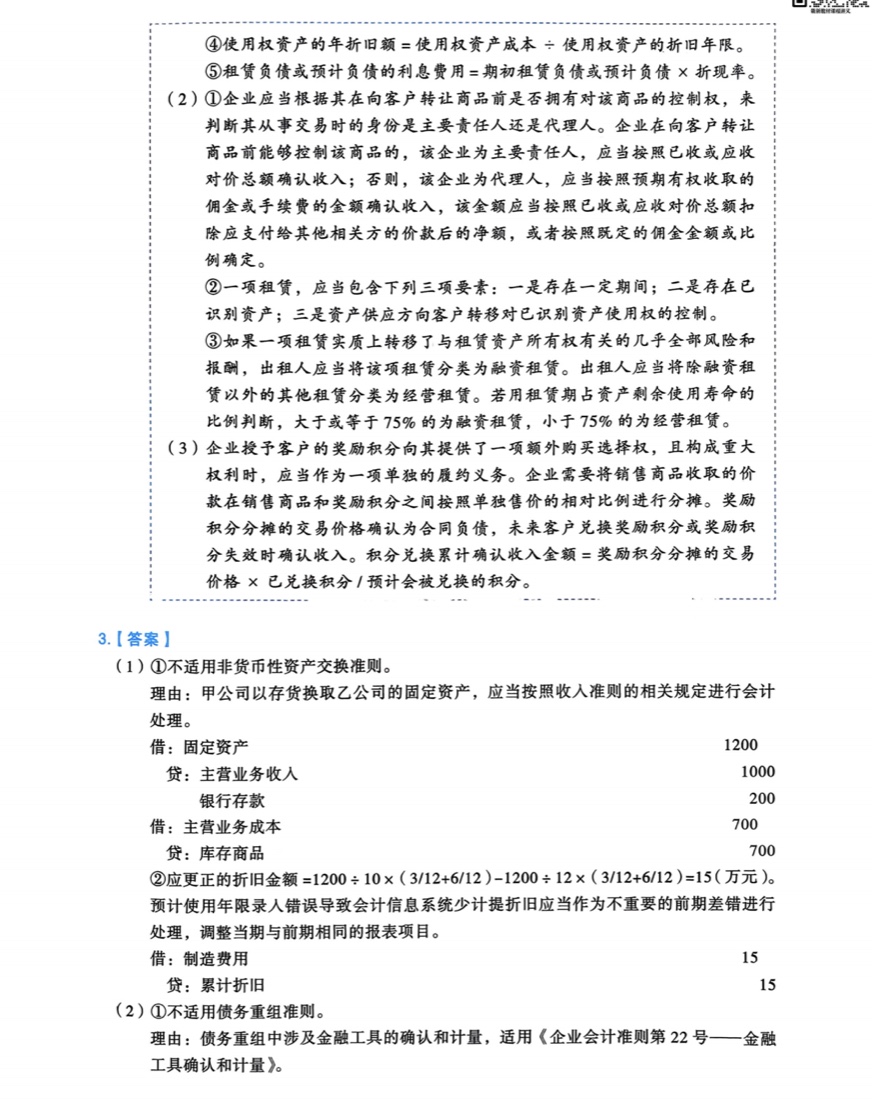 ④使用权资产的年折旧额 = 使用权资产成本 ÷ 使用权资产的折旧年限。
⑤租赁负债或预计负债的利息费用 = 期初租赁负债或预计负债 × 折现率。
（2）①企业应当根据其在向客户转让商品前是否拥有对该商品的控制权，来
判断其从事交易时的身份是主要责任人还是代理人。企业在向客户转让
商品前能够控制该商品的，该企业为主要责任人，应当按照已收或应收
对价总额确认收入；否则，该企业为代理人，应当按照预期有权收取的
佣金或手续费的金额确认收入，该金额应当按照已收或应收对价总额扣
除应支付给其他相关方的价款后的净额，或者按照既定的佣金金额或比
例确定。
②一项租赁，应当包含下列三项要素：一是存在一定期间；二是存在已
识别资产；三是资产供应方向客户转移对已识别资产使用权的控制。
③如果一项租赁实质上转移了与租赁资产所有权有关的几乎全部风险和
报酬，出租人应当将该项租赁分类为融资租赁。出租人应当将除融资租
赁以外的其他租赁分类为经营租赁。若用租赁期占资产剩余使用寿命的
比例判断，大于或等于 75% 的为融资租赁，小于 75% 的为经营租赁。
（3）企业授予客户的奖励积分向其提供了一项额外购买选择权，且构成重大
权利时，应当作为一项单独的履约义务。企业需要将销售商品收取的价
款在销售商品和奖励积分之间按照单独售价的相对比例进行分摊。奖励
积分分摊的交易价格确认为合同负债，未来客户兑换奖励积分或奖励积
分失效时确认收入。积分兑换累计确认收入金额 = 奖励积分分摊的交易
价格 × 已兑换积分 / 预计会被兑换的积分。
3.【答案】
（1）①不适用非货币性资产交换准则。
理由：甲公司以存货换取乙公司的固定资产，应当按照收入准则的相关规定进行会计
处理。
借：固定资产 1200
贷：主营业务收入 1000
银行存款 200
借：主营业务成本 700
贷：库存商品 700
②应更正的折旧金额 =1200÷10×（3/12+6/12）-1200÷12×（3/12+6/12）=15（万元）。
预计使用年限录入错误导致会计信息系统少计提折旧应当作为不重要的前期差错进行
处理，调整当期与前期相同的报表项目。
借：制造费用 15
贷：累计折旧 15
（2）①不适用债务重组准则。
理由：债务重组中涉及金融工具的确认和计量，适用《企业会计准则第 22 号——金融
工具确认和计量》。